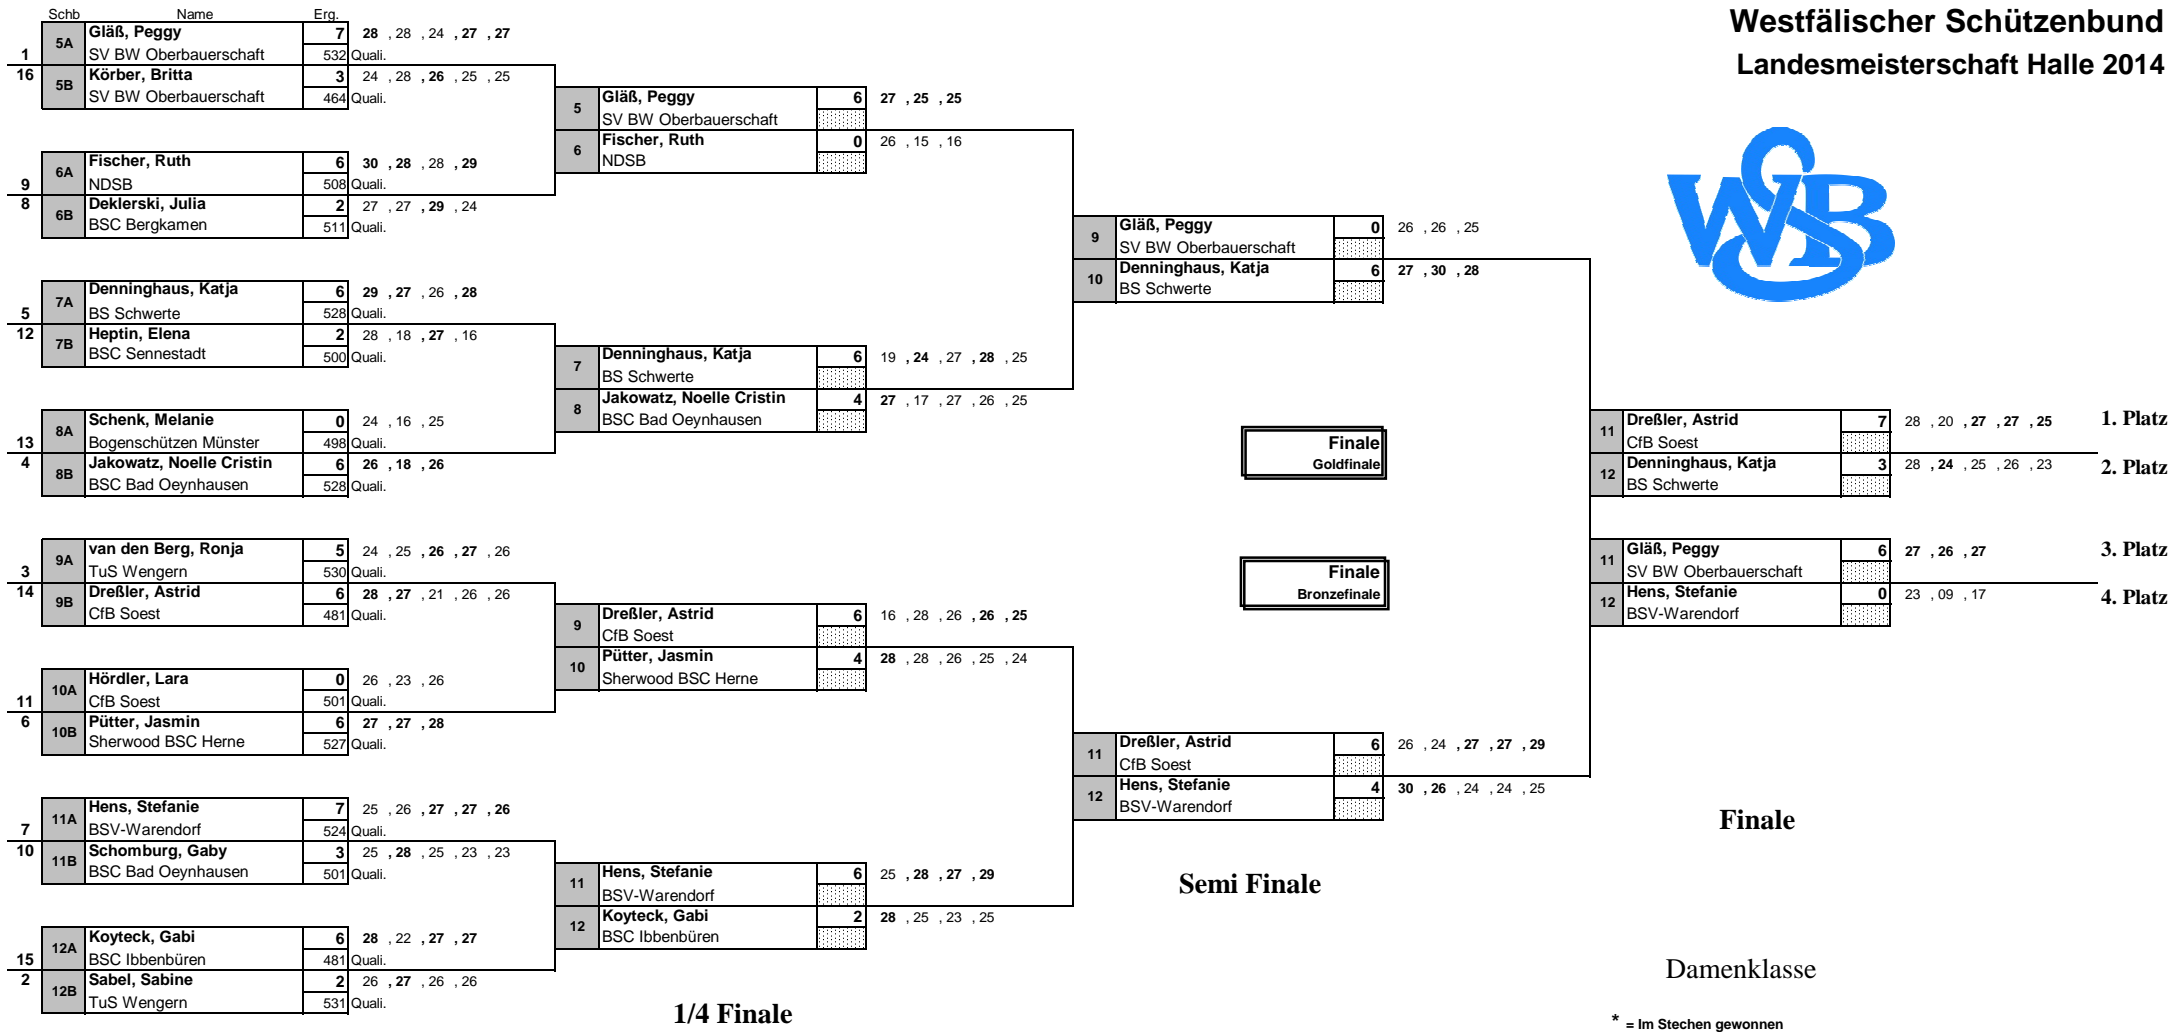 Westfälischer Schützenbund
Landesmeisterschaft Halle 2014
WSB
Schb Name Erg.
5A Gläß, Peggy 7 28 , 28 , 24 , 27 , 27
1 SV BW Oberbauerschaft 532 Quali.
16 5B Körber, Britta 3 24 , 28 , 26 , 25 , 25
SV BW Oberbauerschaft 464 Quali.
6A Fischer, Ruth 6 30 , 28 , 28 , 29
9 NDSB 508 Quali.
8 6B Deklerski, Julia 2 27 , 27 , 29 , 24
BSC Bergkamen 511 Quali.
7A Denninghaus, Katja 6 29 , 27 , 26 , 28
5 BS Schwerte 528 Quali.
12 7B Heptin, Elena 2 28 , 18 , 27 , 16
BSC Sennestadt 500 Quali.
8A Schenk, Melanie 0 24 , 16 , 25
13 Bogenschützen Münster 498 Quali.
4 8B Jakowatz, Noelle Cristin 6 26 , 18 , 26
BSC Bad Oeynhausen 528 Quali.
9A van den Berg, Ronja 5 24 , 25 , 26 , 27 , 26
3 TuS Wengern 530 Quali.
14 9B Dreßler, Astrid 6 28 , 27 , 21 , 26 , 26
CfB Soest 481 Quali.
10A Hördler, Lara 0 26 , 23 , 26
11 CfB Soest 501 Quali.
6 10B Pütter, Jasmin 6 27 , 27 , 28
Sherwood BSC Herne 527 Quali.
11A Hens, Stefanie 7 25 , 26 , 27 , 27 , 26
7 BSV-Warendorf 524 Quali.
10 11B Schomburg, Gaby 3 25 , 28 , 25 , 23 , 23
BSC Bad Oeynhausen 501 Quali.
12A Koyteck, Gabi 6 28 , 22 , 27 , 27
15 BSC Ibbenbüren 481 Quali.
2 12B Sabel, Sabine 2 26 , 27 , 26 , 26
TuS Wengern 531 Quali.
5 Gläß, Peggy 6 27 , 25 , 25
SV BW Oberbauerschaft
6 Fischer, Ruth 0 26 , 15 , 16
NDSB
7 Denninghaus, Katja 6 19 , 24 , 27 , 28 , 25
BS Schwerte
8 Jakowatz, Noelle Cristin 4 27 , 17 , 27 , 26 , 25
BSC Bad Oeynhausen
9 Dreßler, Astrid 6 16 , 28 , 26 , 26 , 25
CfB Soest
10 Pütter, Jasmin 4 28 , 28 , 26 , 25 , 24
Sherwood BSC Herne
11 Hens, Stefanie 6 25 , 28 , 27 , 29
BSV-Warendorf
12 Koyteck, Gabi 2 28 , 25 , 23 , 25
BSC Ibbenbüren
1/4 Finale
9 Gläß, Peggy 0 26 , 26 , 25
SV BW Oberbauerschaft
10 Denninghaus, Katja 6 27 , 30 , 28
BS Schwerte
Finale
Goldfinale
Finale
Bronzefinale
11 Dreßler, Astrid 6 26 , 24 , 27 , 27 , 29
CfB Soest
12 Hens, Stefanie 4 30 , 26 , 24 , 24 , 25
BSV-Warendorf
Semi Finale
11 Dreßler, Astrid 7 28 , 20 , 27 , 27 , 25 1. Platz
CfB Soest
12 Denninghaus, Katja 3 28 , 24 , 25 , 26 , 23 2. Platz
BS Schwerte
11 Gläß, Peggy 6 27 , 26 , 27 3. Platz
SV BW Oberbauerschaft
12 Hens, Stefanie 0 23 , 09 , 17 4. Platz
BSV-Warendorf
Finale
Damenklasse
* = Im Stechen gewonnen